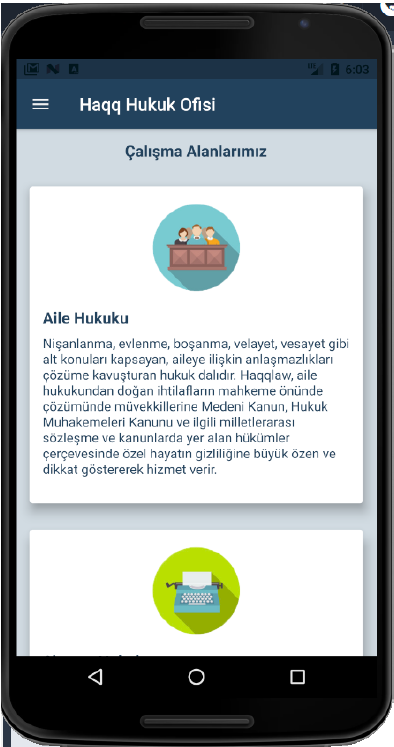 6:03
Haqq Hukuk Ofisi
Çalışma Alanlarımız
Aile Hukuku
Nişanlanma, evlenme, boşanma, velayet, vesayet gibi
alt konuları kapsayan, aileye ilişkin anlaşmazlıkları
çözüme kavuşturan hukuk dalıdır. Haqqlaw, aile
hukukundan doğan ihtilafların mahkeme önünde
çözümünde müvekkillerine Medeni Kanun, Hukuk
Muhakemeleri Kanunu ve ilgili milletlerarası
sözleşme ve kanunlarda yer alan hükümler
çerçevesinde özel hayatın gizliliğine büyük özen ve
dikkat göstererek hizmet verir.